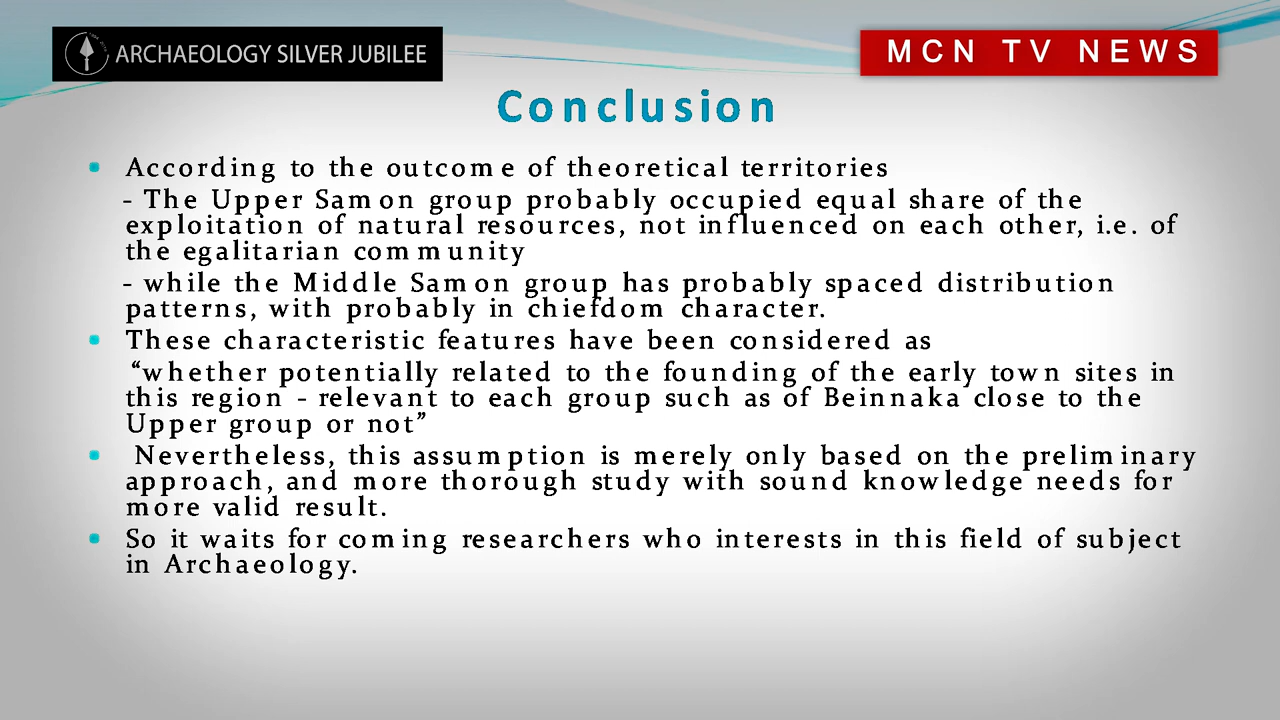 ARCHAEOLOGY SILVER JUBILEE
MCN TV NEWS
Conclusion
According to the outcome of theoretical territories
- The Upper Samon group probably occupied equal share of the
exploitation of natural resources, not influenced on each other, i.e. of
the egalitarian community
- while the Middle Samon group has probably spaced distribution
patterns, with probably in chiefdom character.
These characteristic features have been considered as
“whether potentially related to the founding of the early town sites in
this region - relevant to each group such as of Beinnaka close to the
Upper group or not”
Nevertheless, this assumption is merely only based on the preliminary
approach, and more thorough study with sound knowledge needs for
more valid result.
So it waits for coming researchers who interests in this field of subject
in Archaeology.